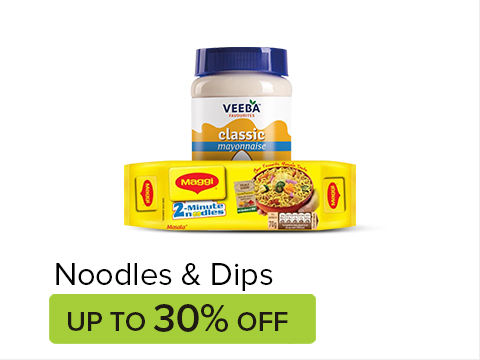 VEEBA
FAVOURITES
classic
mayonnaise
Maggi
Maggi
Maggi
2-Minute
noodles
Masala
Noodles & Dips
UP TO 30% OFF